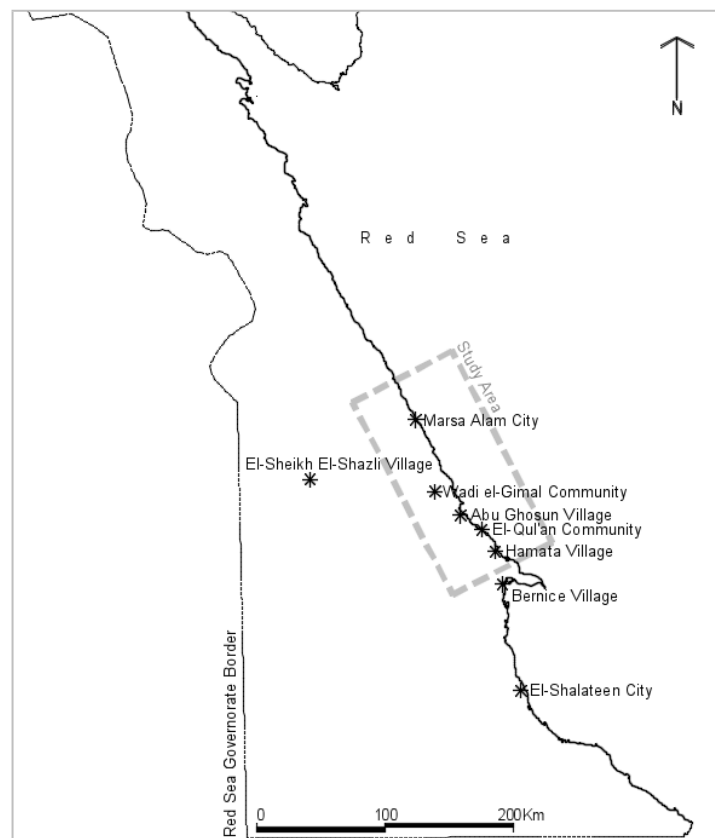 N
Red Sea
Study Area
Marsa Alam City
El-Sheikh El-Shazli Village
Wadi el-Gimal Community
Abu Ghosun Village
El-Qul'an Community
Hamata Village
Bernice Village
Red Sea Governorate Border
El-Shalateen City
0 100 200Km